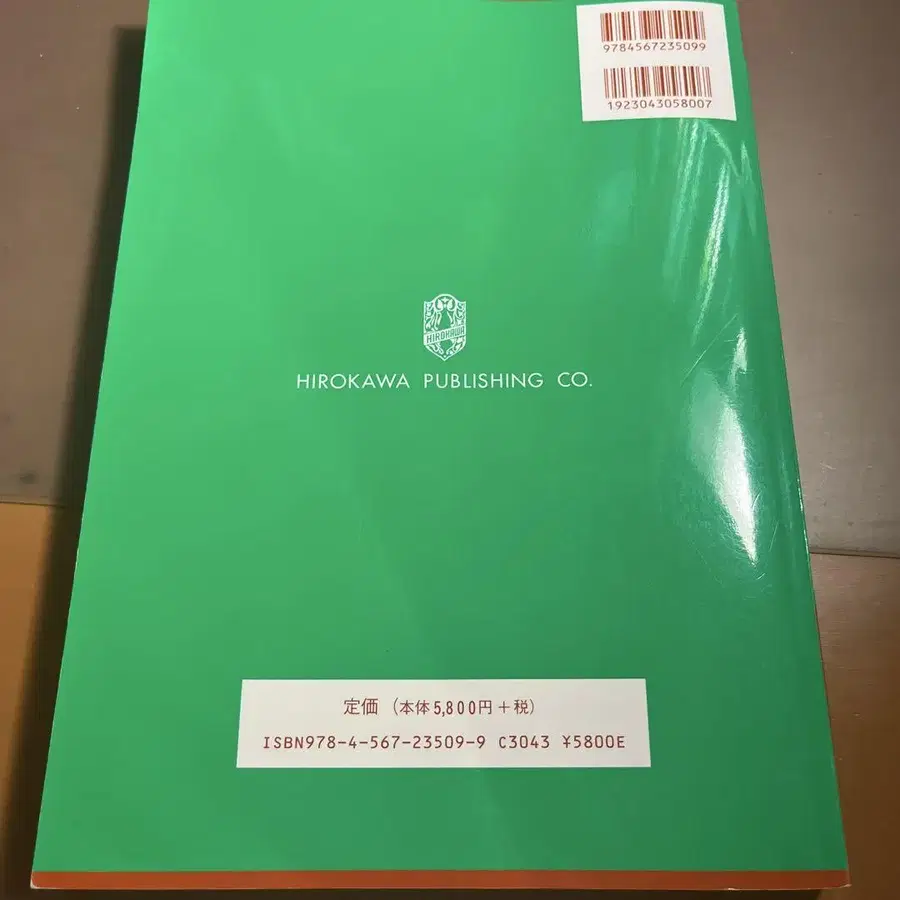 9784567235099
1923043058007
HIROKAWA
HIROKAWA PUBLISHING CO.
定価(本体5,800円+税)
ISBN978-4-567-23509-9 C3043 ¥5800E